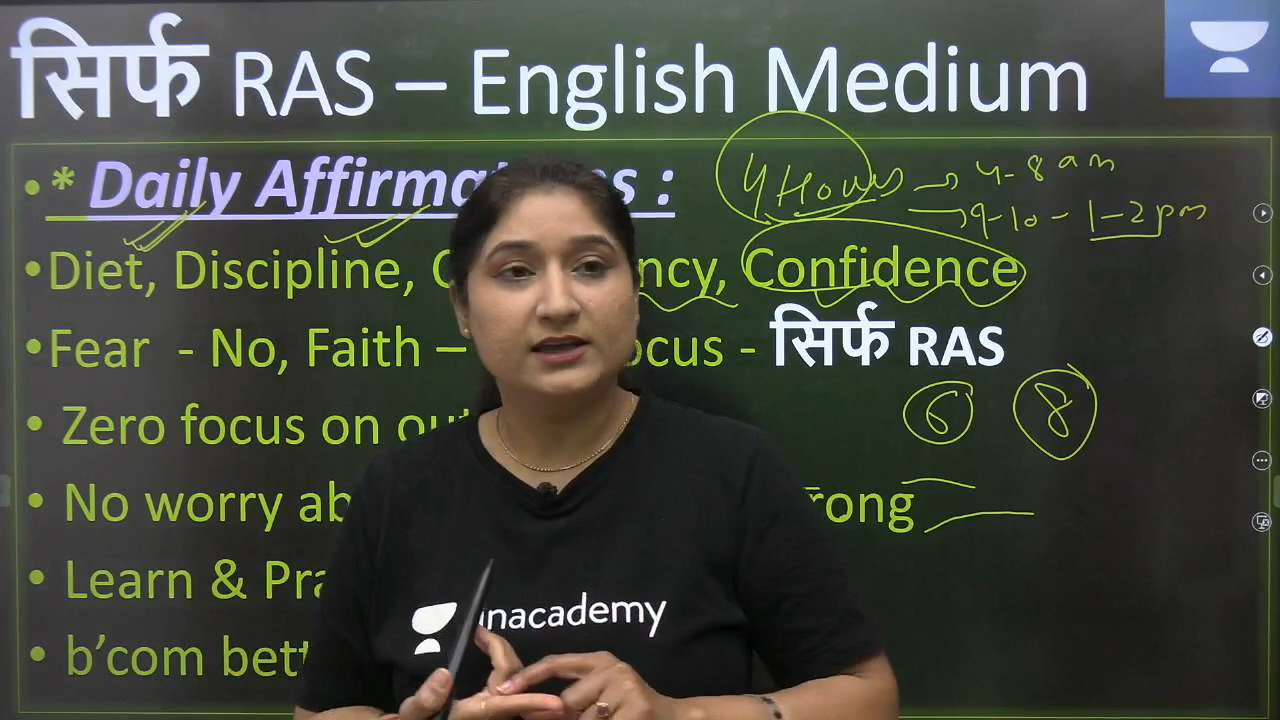 सिर्फ RAS – English Medium
• * Daily Affirma s :
4 Hours → 4-8 am
→ 9-10 - 1-2 pm
• Diet, Discipline, C ncy, Confidence
• Fear - No, Faith – ocus - सिर्फ RAS
6 8
• Zero focus on ou
• No worry ab rong
• Learn & Pra
• b'com bett
unacademy